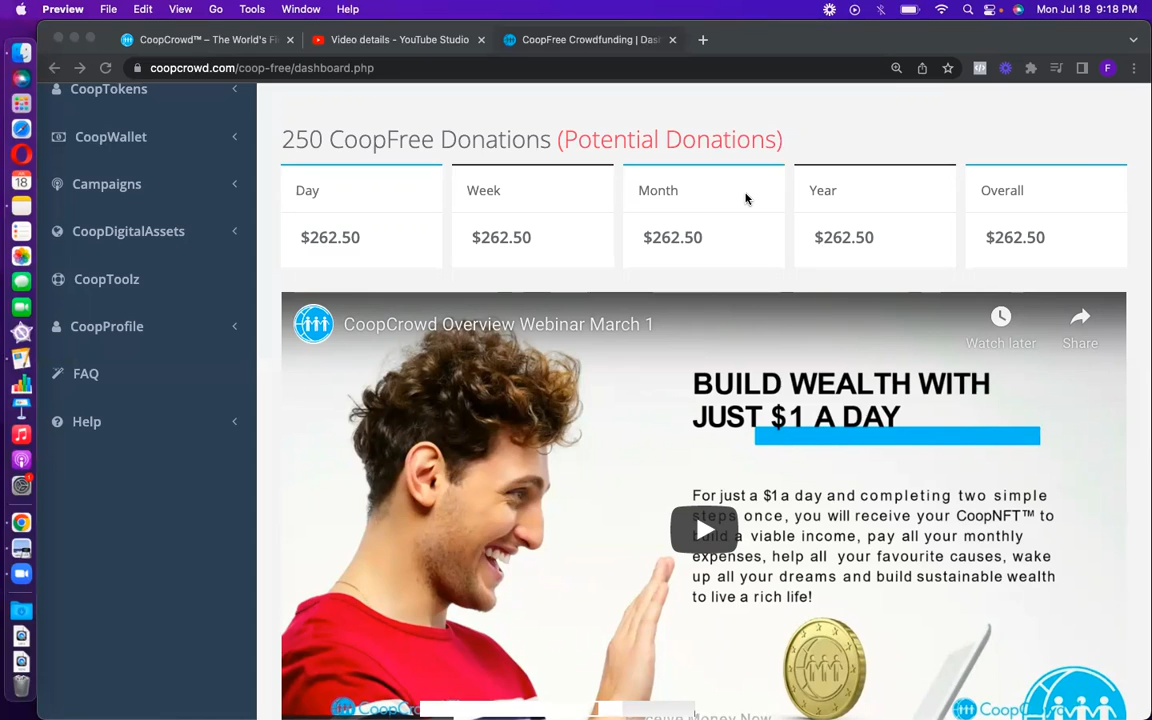 Preview File Edit View Tools Window Help Mon Jul 18 9:18 PM
CoopCrowd™ – The World's Fi Video details - YouTube Studio CoopFree Crowdfunding | Das
coopcrowd.com/coop-free/dashboard.php F
CoopTokens
CoopWallet
Campaigns
CoopDigitalAssets
CoopToolz
CoopProfile
FAQ
Help
250 CoopFree Donations (Potential Donations)
Day Week Month Year Overall
$262.50 $262.50 $262.50 $262.50 $262.50
CoopCrowd Overview Webinar March 1
Watch later Share
BUILD WEALTH WITH
JUST $1 A DAY
For just a $1 a day and completing two simple
steps once, you will receive your CoopNFT™ to
build a viable income, pay all your monthly
expenses, help all your favourite causes, wake
up all your dreams and build sustainable wealth
to live a rich life!
Money Now